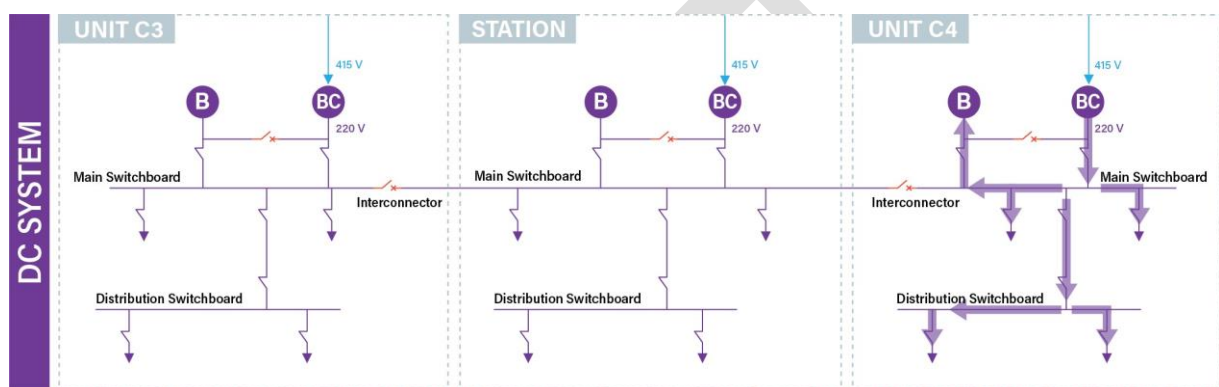 DC SYSTEM
UNIT C3
415 V
B
BC
220 V
Main Switchboard
Interconnector
Distribution Switchboard
STATION
415 V
B
BC
220 V
Main Switchboard
Interconnector
Distribution Switchboard
UNIT C4
415 V
B
BC
220 V
Main Switchboard
Distribution Switchboard